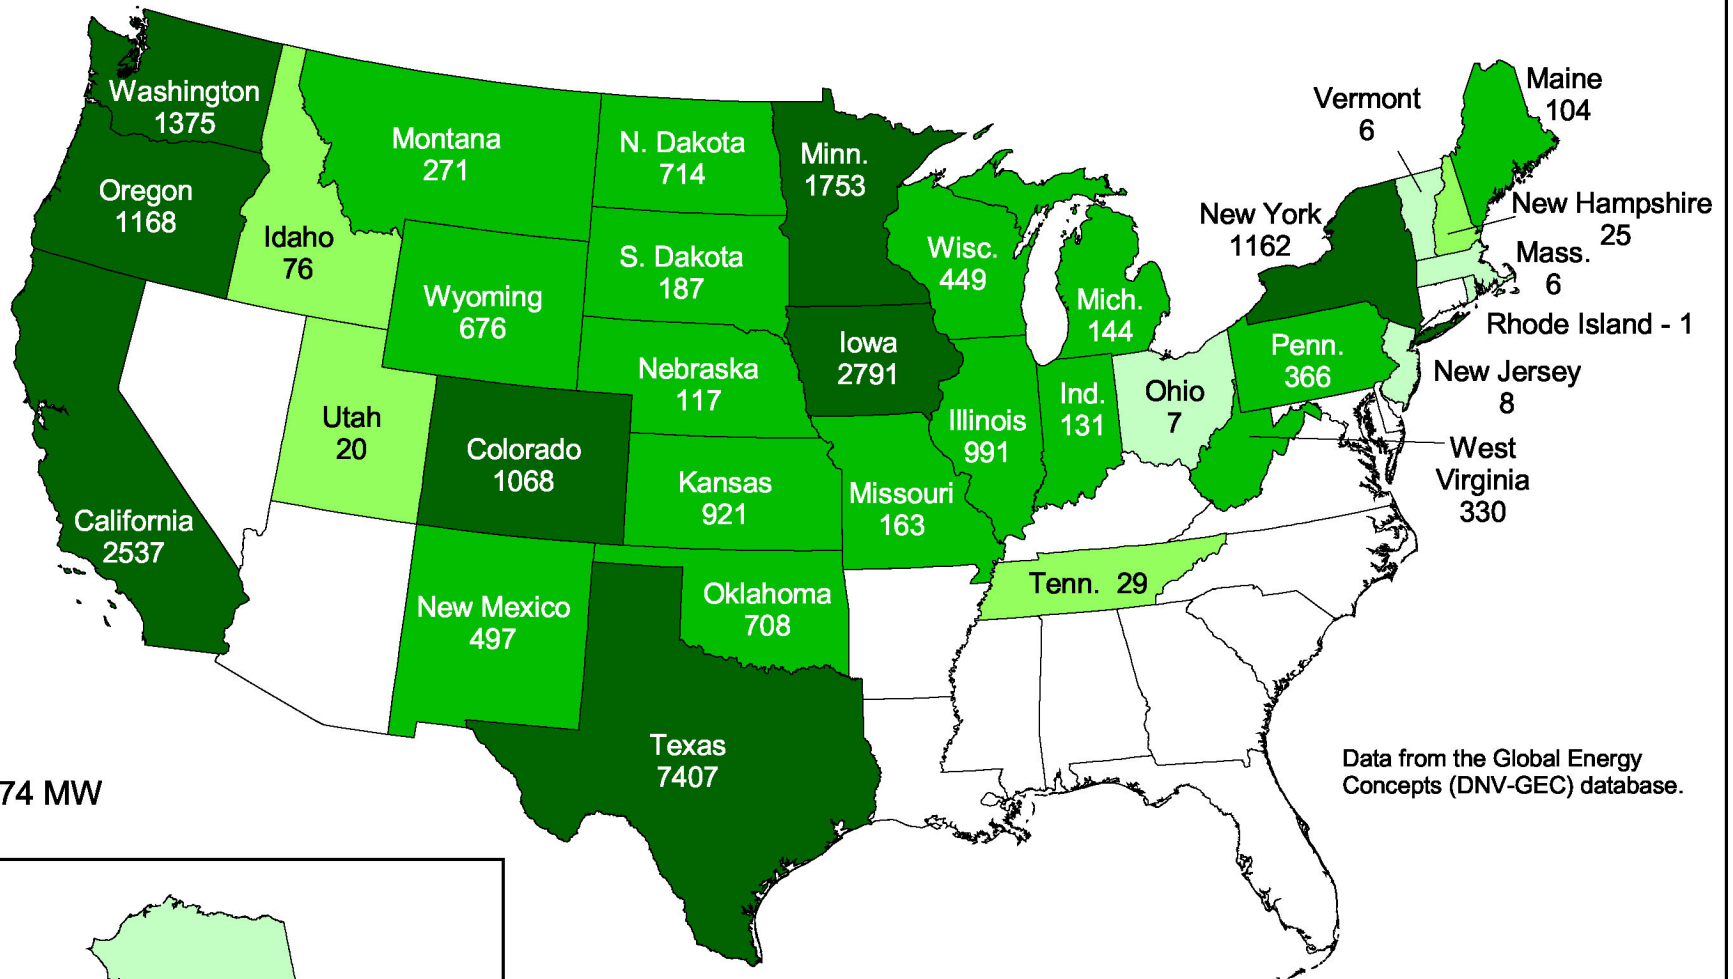 Washington
1375
Oregon
1168
California
2537
Idaho
76
Utah
20
Montana
271
Wyoming
676
Colorado
1068
New Mexico
497
N. Dakota
714
S. Dakota
187
Nebraska
117
Kansas
921
Oklahoma
708
Texas
7407
Minn.
1753
Iowa
2791
Missouri
163
Wisc.
449
Illinois
991
Mich.
144
Ind.
131
Ohio
7
Tenn. 29
Penn.
366
New York
1162
Vermont
6
Maine
104
New Hampshire
25
Mass.
6
Rhode Island - 1
New Jersey
8
West
Virginia
330
74 MW
Data from the Global Energy
Concepts (DNV-GEC) database.